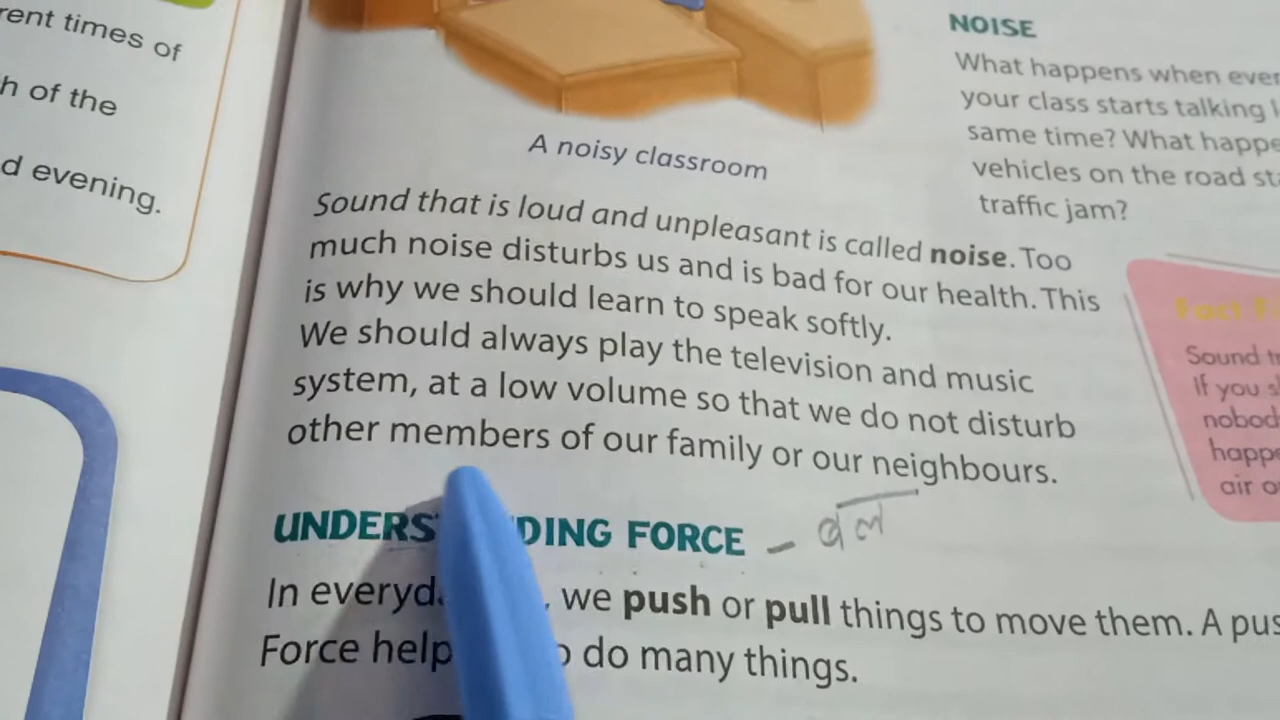 rent times of
h of the
d evening.
A noisy classroom
NOISE
What happens when ever
your class starts talking l
same time? What happe
vehicles on the road sta
traffic jam?
Sound that is loud and unpleasant is called noise. Too
much noise disturbs us and is bad for our health. This
is why we should learn to speak softly.
We should always play the television and music
system, at a low volume so that we do not disturb
other members of our family or our neighbours.
Fact F
Sound tr
If you s
nobod
happe
air o
UNDERS DING FORCE – बल
In everyd , we push or pull things to move them. A pus
Force help o do many things.